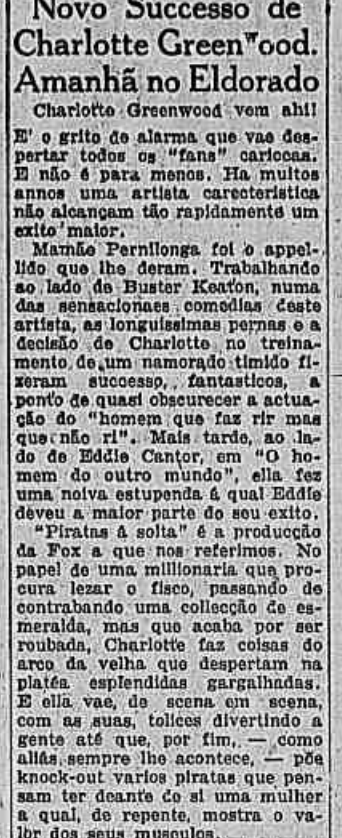 Novo Successo de
Charlotte Greenwood.
Amanhã no Eldorado
Charlotte Greenwood vem ahi!
E' o grito de alarma que vae des-
pertar todos os "fans" cariocas.
E não é para menos. Ha muitos
annos uma artista carecteristica
não alcançam tão rapidamente um
exito maior.
Mamãe Pernilonga foi o appel-
lido que lhe deram. Trabalhando
ao lado de Buster Keaton, numa
das sensacionaes comedias deste
artista, as longuissimas pernas e a
decisão de Charlotte no treina-
mento de um namorado timido fi-
zeram successo, fantasticos, a
ponto de quasi obscurecer a actua-
ção do "homem que faz rir mas
que não ri". Mais tarde, ao la-
do de Eddie Cantor, em "O ho-
mem do outro mundo", ella fez
uma noiva estupenda á qual Eddie
deveu a maior parte do seu exito.
"Piratas á solta" é a producção
da Fox a que nos referimos. No
papel de uma millionaria que pro-
cura lezar o fisco, passando de
contrabando uma collecção de es-
meralda, mas que acaba por ser
roubada, Charlotte faz coisas do
arco da velha que despertam na
platéa esplendidas gargalhadas.
E ella vae, de scena em scena,
com as suas, tolices divertindo a
gente até que, por fim, — como
aliás sempre lhe acontece, — põe
knock-out varios piratas que pen-
sam ter deante de si uma mulher
a qual, de repente, mostra o va-
lor dos seus musculos.